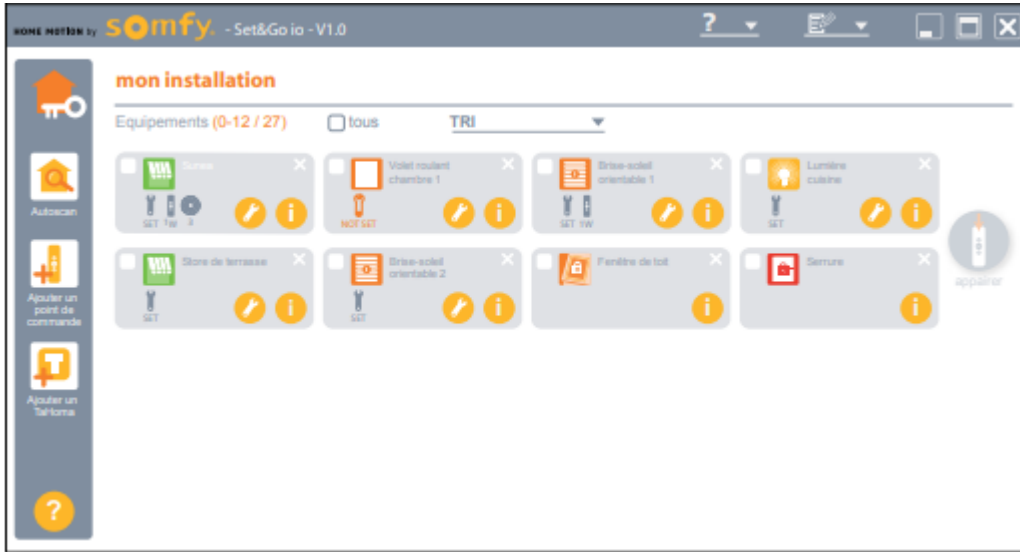 HOME MOTION by somfy. - Set&Go io - V1.0 ?
mon installation
Equipements (0-12 / 27) tous TRI
Volet roulant
chambre 1
Brise-soleil
orientable 1
Lumière
cuisine
SET 1W
NOT SET
SET 1W
SET
Autoscan
Store de terrasse
Brise-soleil
orientable 2
Fenêtre de toit
Serrure
SET
SET
appairer
Ajouter un
point de
commande
T
Ajouter un
TaHoma
?